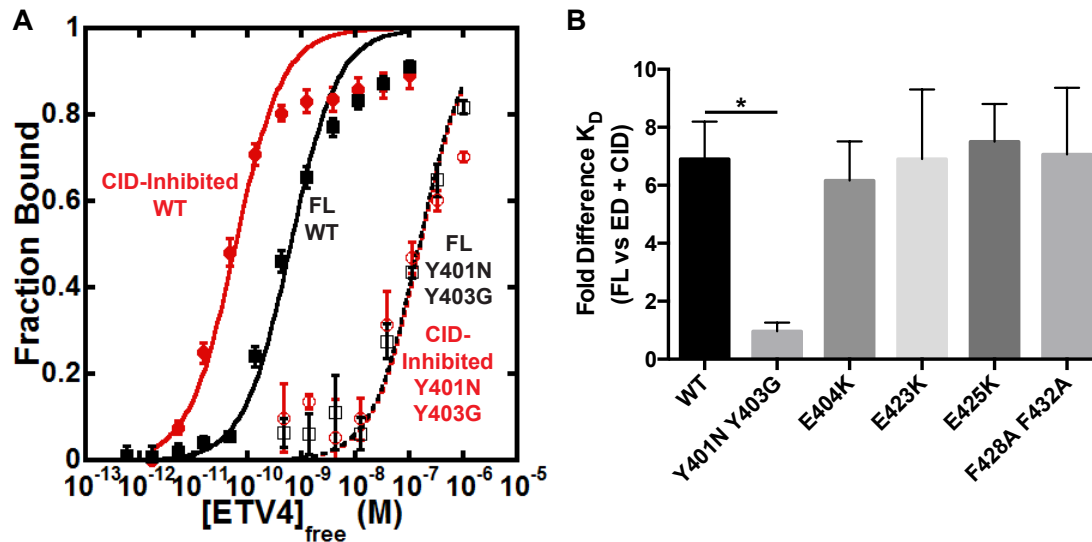 A
Fraction Bound
1
0.8
0.6
0.4
0.2
0
CID-Inhibited
WT
FL
WT
FL
Y401N
Y403G
CID-
Inhibited
Y401N
Y403G
10-13 10-12 10-11 10-10 10-9 10-8 10-7 10-6 10-5
[ETV4]free (M)
B
Fold Difference KD
(FL vs ED + CID)
10
8
6
4
2
0
*
WT
Y401N Y403G
E404K
E423K
E425K
F428A F432A